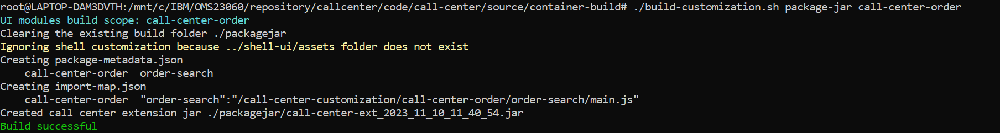 root@LAPTOP-DAM3DVTH:/mnt/c/IBM/OMS23060/repository/callcenter/code/call-center/source/container-build# ./build-customization.sh package-jar call-center-order
UI modules build scope: call-center-order
Clearing the existing build folder ./packagejar
Ignoring shell customization because ../shell-ui/assets folder does not exist
Creating package-metadata.json
    call-center-order  order-search
Creating import-map.json
    call-center-order  "order-search":"/call-center-customization/call-center-order/order-search/main.js"
Created call center extension jar ./packagejar/call-center-ext_2023_11_10_11_40_54.jar
Build successful